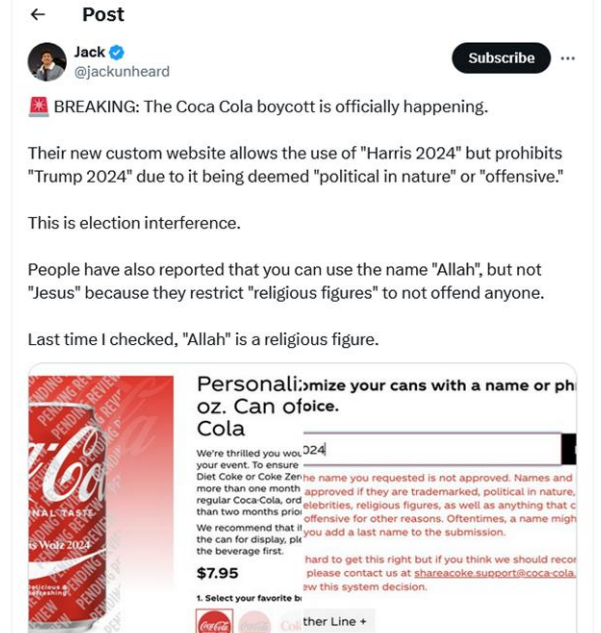 Post
Jack
@jackunheard
Subscribe
BREAKING: The Coca Cola boycott is officially happening.
Their new custom website allows the use of "Harris 2024" but prohibits
"Trump 2024" due to it being deemed "political in nature" or "offensive."
This is election interference.
People have also reported that you can use the name "Allah", but not
"Jesus" because they restrict "religious figures" to not offend anyone.
Last time I checked, "Allah" is a religious figure.
PENDING REVIEW
NAL TASTE
is Walz 2024
Personali
oz. Can of
Cola
We're thrilled you wou
your event. To ensure
Diet Coke or Coke Zer
more than one month
regular Coca-Cola, ord
than two months prio
We recommend that if
the can for display, ple
the beverage first.
$7.95
1. Select your favorite b
Coca-Cola
omize your cans with a name or ph
oice.
024
he name you requested is not approved. Names and
approved if they are trademarked, political in nature,
elebrities, religious figures, as well as anything that c
offensive for other reasons. Oftentimes, a name migh
you add a last name to the submission.
hard to get this right but if you think we should recon
please contact us at shareacoke.support@coca-cola.
ew this system decision.
ther Line +